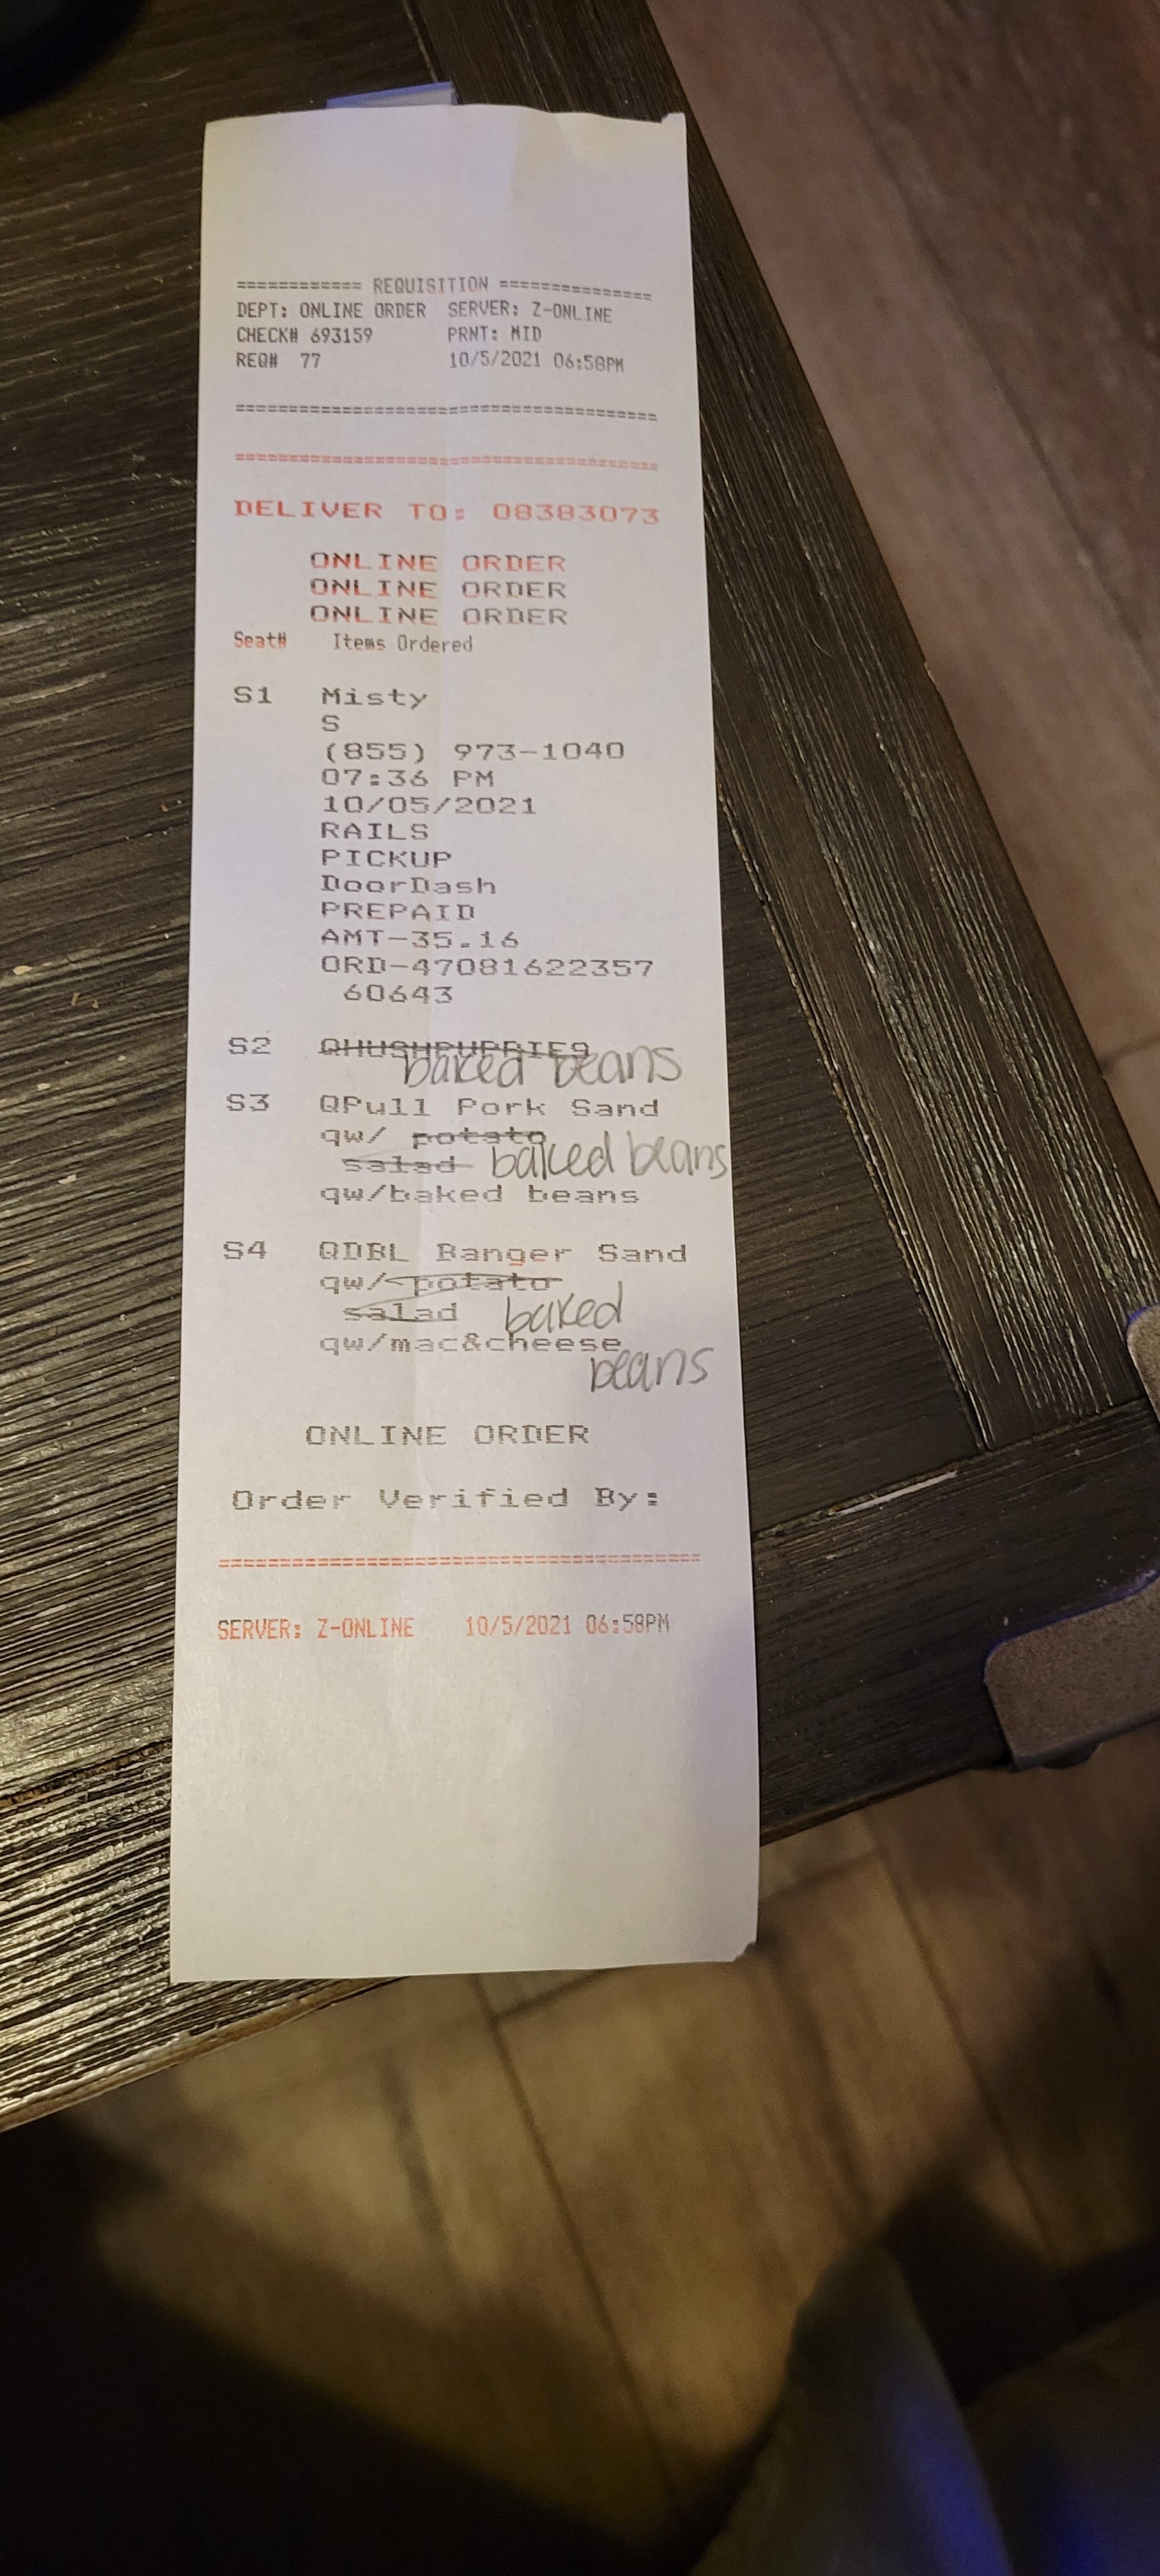 ============ REQUISITION ===============
DEPT: ONLINE ORDER SERVER: Z-ONLINE
CHECK# 693159 PRNT: MID
REQ# 77 10/5/2021 06:58PM
========================================
========================================
DELIVER TO: 08383073
ONLINE ORDER
ONLINE ORDER
ONLINE ORDER
Seat# Items Ordered
S1 Misty
S
(855) 973-1040
07:36 PM
10/05/2021
RAILS
PICKUP
DoorDash
PREPAID
AMT-35.16
ORD-47081622357
60643
S2 QHUSHPUPPIES
baked beans
S3 QPull Pork Sand
qw/ potato
salad baked beans
qw/baked beans
S4 QDBL Ranger Sand
qw/ potato
salad baked
qw/mac&cheese
beans
ONLINE ORDER
Order Verified By:
========================================
SERVER: Z-ONLINE 10/5/2021 06:58PM